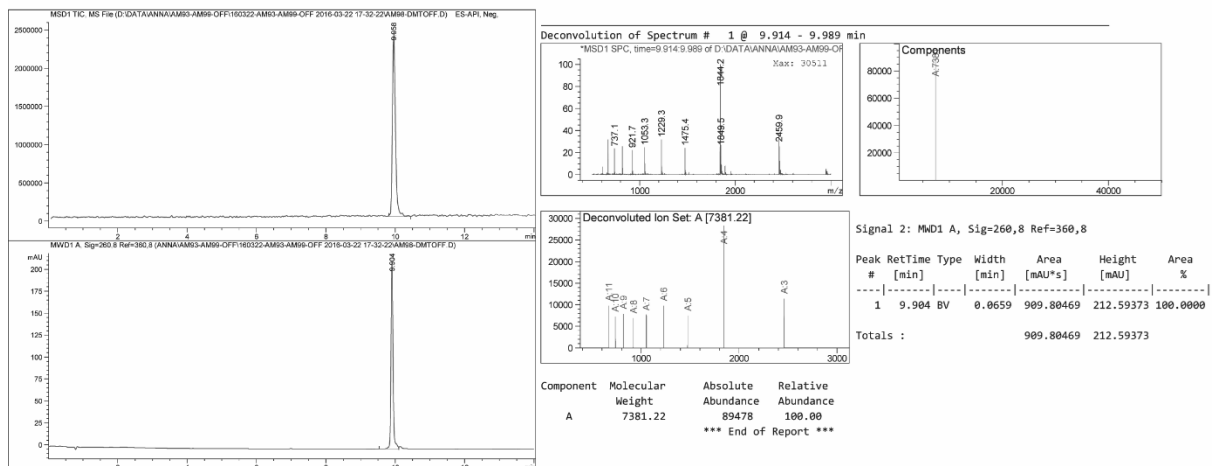 MSD1 TIC, MS File (D:\DATA\ANNA\AM93-AM99-OFF\160322-AM93-AM99-OFF 2016-03-22 17-32-22\AM98-DMTOFF.D) ES-API, Neg.
2500000
2000000
1500000
1000000
500000
0
9.958
2
4
6
8
10
12
min
MWD1 A, Sig=260,8 Ref=360,8 (ANNA\AM93-AM99-OFF\160322-AM93-AM99-OFF 2016-03-22 17-32-22\AM98-DMTOFF.D)
mAU
200
175
150
125
100
75
50
25
0
9.904
2
4
6
8
10
12
min
Deconvolution of Spectrum # 1 @ 9.914 - 9.989 min
*MSD1 SPC, time=9.914:9.989 of D:\DATA\ANNA\AM93-AM99-OF
Max: 30511
100
80
60
40
20
0
737.1
921.7
1053.3
1229.3
1475.4
1844.2
1849.5
2459.9
1000
2000
m/z
Components
80000
60000
40000
20000
A:738
20000
40000
Deconvoluted Ion Set: A [7381.22]
30000
25000
20000
15000
10000
5000
0
A:11
A:10
A:9
A:8
A:7
A:6
A:5
A:4
A:3
1000
2000
3000
Signal 2: MWD1 A, Sig=260,8 Ref=360,8
Peak RetTime Type Width Area Height Area
# [min] [min] [mAU*s] [mAU] %
----|-------|----|-------|----------|----------|--------|
1 9.904 BV 0.0659 909.80469 212.59373 100.0000
Totals : 909.80469 212.59373
Component Molecular Absolute Relative
Weight Abundance Abundance
A 7381.22 89478 100.00
*** End of Report ***